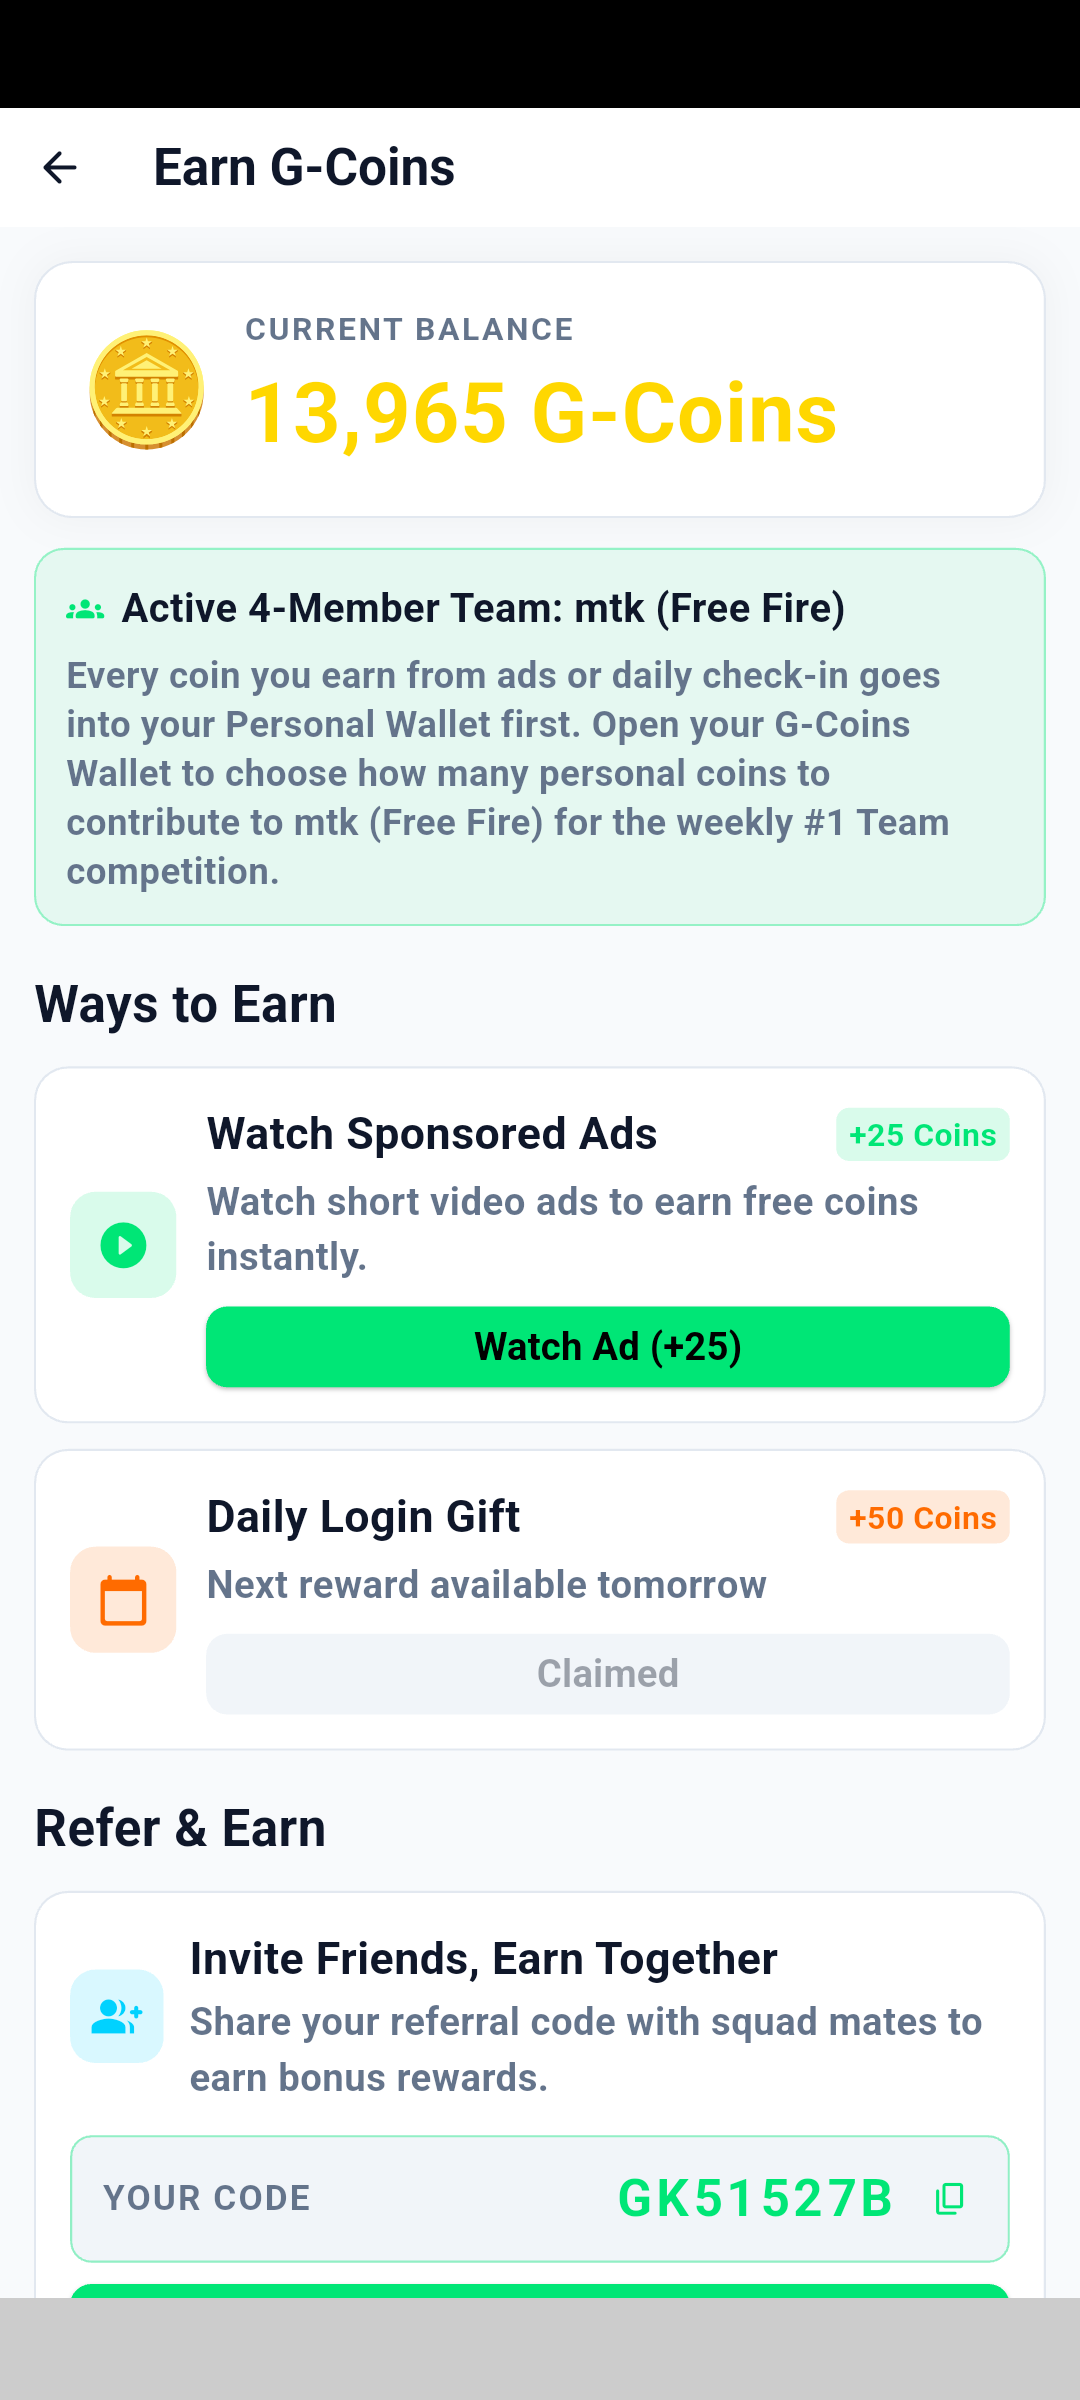 Earn G-Coins
CURRENT BALANCE
13,965 G-Coins
Active 4-Member Team: mtk (Free Fire)
Every coin you earn from ads or daily check-in goes
into your Personal Wallet first. Open your G-Coins
Wallet to choose how many personal coins to
contribute to mtk (Free Fire) for the weekly #1 Team
competition.
Ways to Earn
Watch Sponsored Ads
+25 Coins
Watch short video ads to earn free coins
instantly.
Watch Ad (+25)
Daily Login Gift
+50 Coins
Next reward available tomorrow
Claimed
Refer & Earn
Invite Friends, Earn Together
Share your referral code with squad mates to
earn bonus rewards.
YOUR CODE
GK51527B